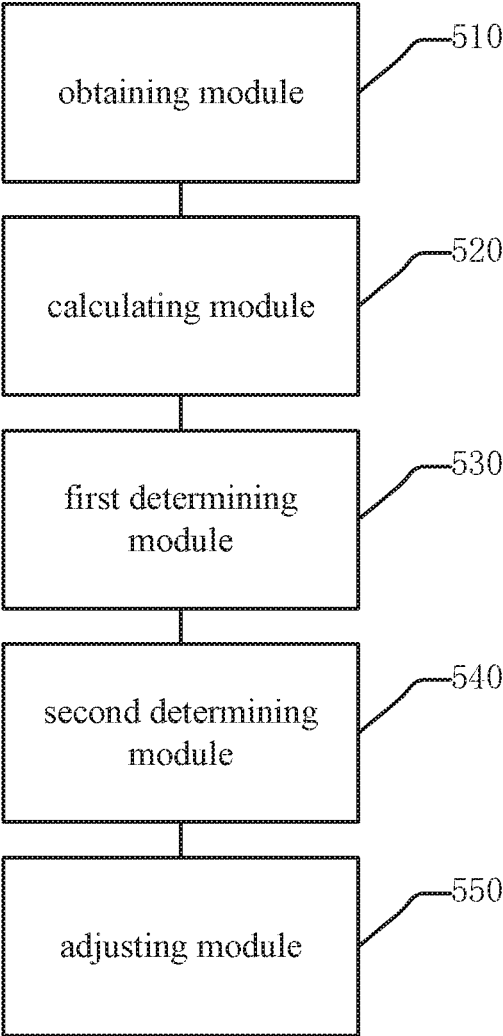 510
obtaining module
520
calculating module
530
first determining
module
540
second determining
module
550
adjusting module